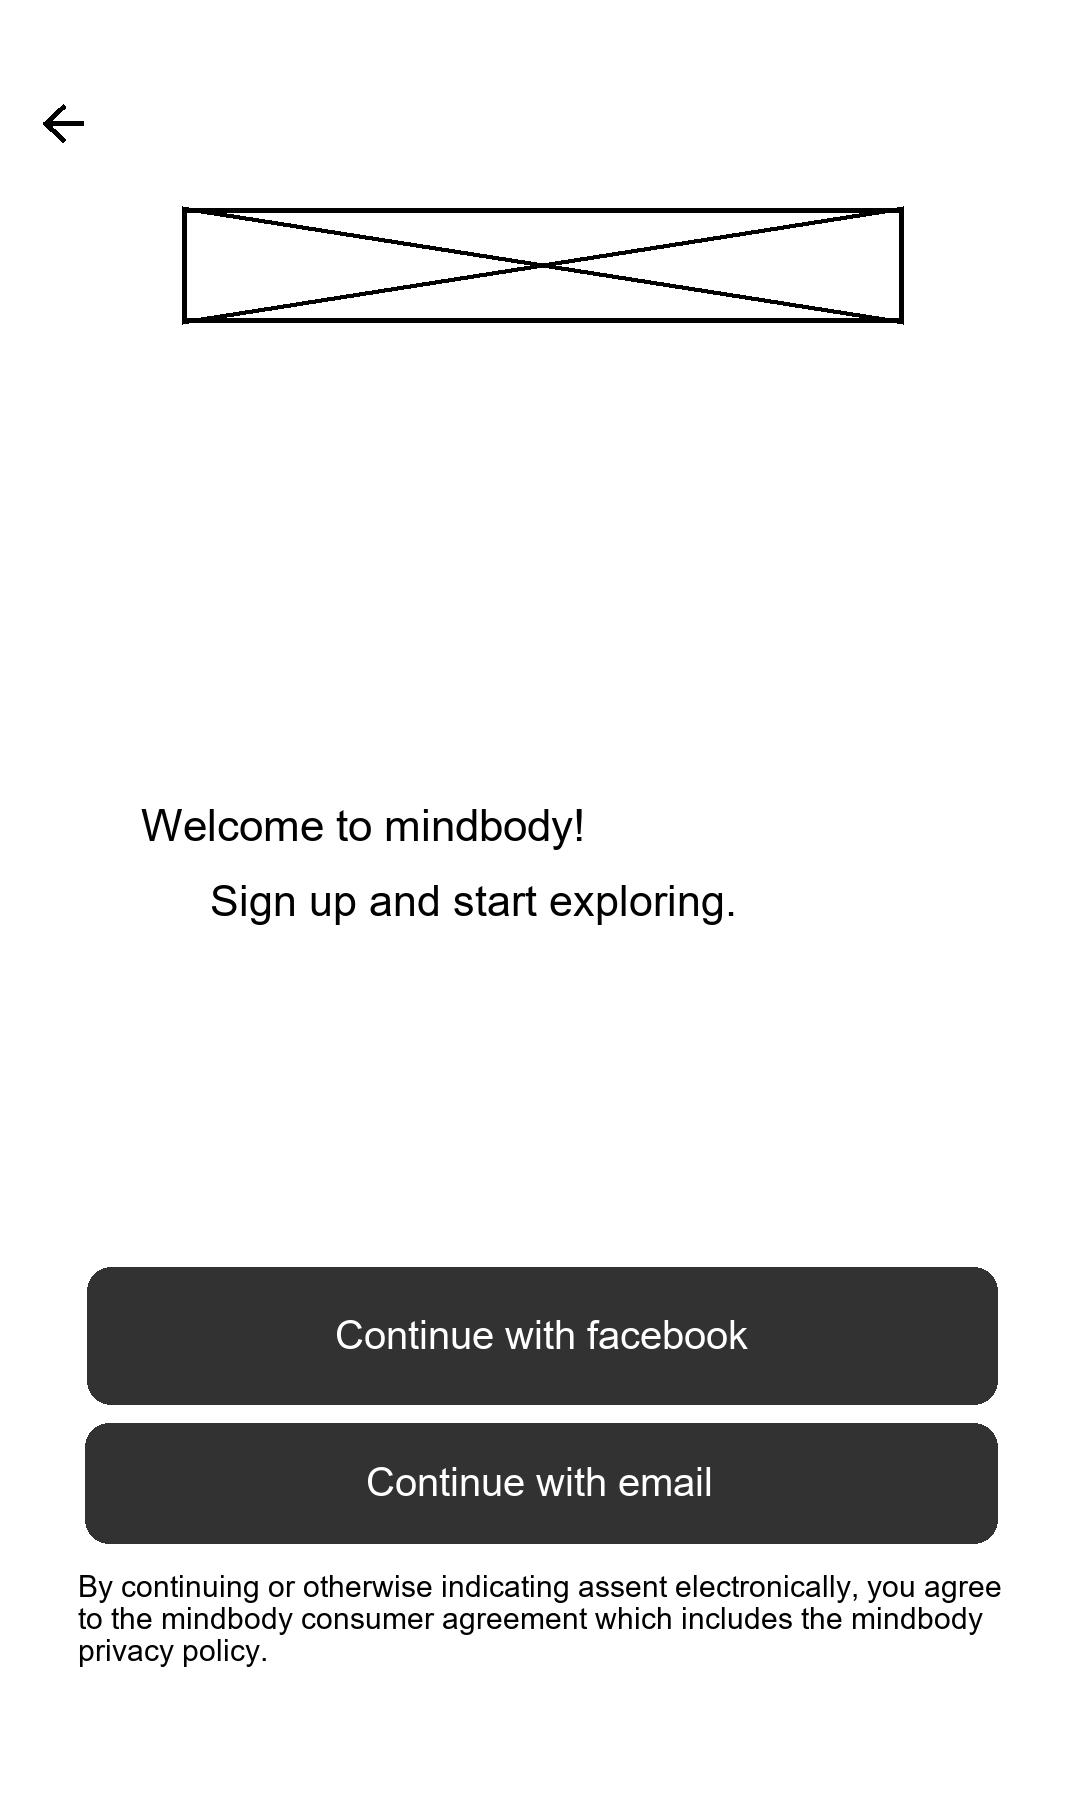 Welcome to mindbody!
Sign up and start exploring.
Continue with facebook
Continue with email
By continuing or otherwise indicating assent electronically, you agree
to the mindbody consumer agreement which includes the mindbody
privacy policy.